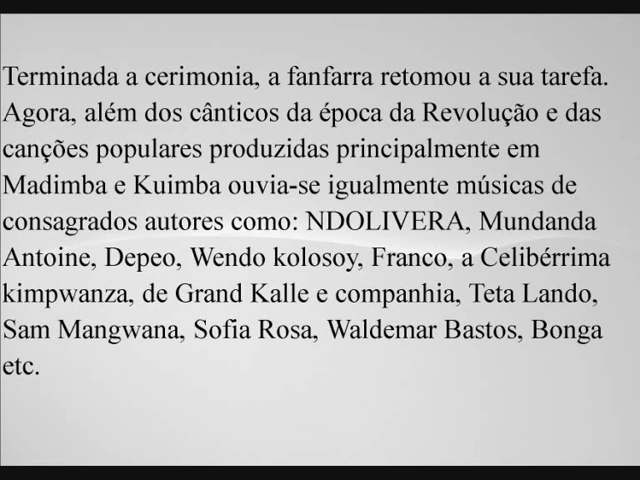 Terminada a cerimonia, a fanfarra retomou a sua tarefa.
Agora, além dos cânticos da época da Revolução e das
canções populares produzidas principalmente em
Madimba e Kuimba ouvia-se igualmente músicas de
consagrados autores como: NDOLIVERA, Mundanda
Antoine, Depeo, Wendo kolosoy, Franco, a Celibérrima
kimpwanza, de Grand Kalle e companhia, Teta Lando,
Sam Mangwana, Sofia Rosa, Waldemar Bastos, Bonga
etc.